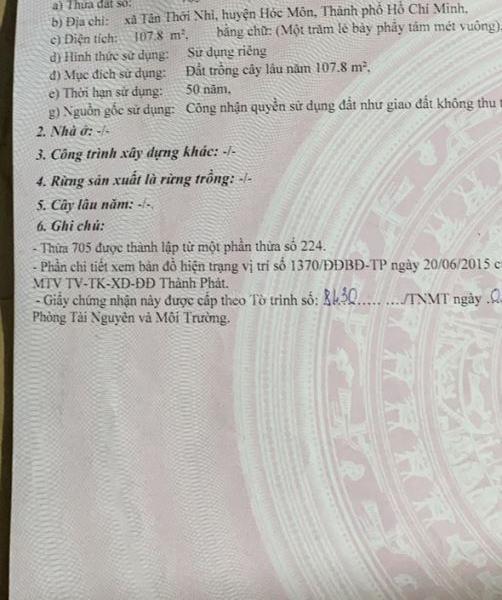 a) Thửa đất số:
b) Địa chỉ: xã Tân Thới Nhì, huyện Hóc Môn, Thành phố Hồ Chí Minh,
c) Diện tích: 107.8 m², bằng chữ: (Một trăm lẻ bảy phẩy tám mét vuông),
d) Hình thức sử dụng: Sử dụng riêng
đ) Mục đích sử dụng: Đất trồng cây lâu năm 107.8 m²,
e) Thời hạn sử dụng: 50 năm,
g) Nguồn gốc sử dụng: Công nhận quyền sử dụng đất như giao đất không thu
2. Nhà ở: -/-
3. Công trình xây dựng khác: -/-
4. Rừng sản xuất là rừng trồng: -/-
5. Cây lâu năm: -/-.
6. Ghi chú:
- Thửa 705 được thành lập từ một phần thửa số 224.
- Phần chi tiết xem bản đồ hiện trạng vị trí số 1370/ĐĐBĐ-TP ngày 20/06/2015 c
MTV TV-TK-XD-ĐĐ Thành Phát.
- Giấy chứng nhận này được cấp theo Tờ trình số: ..... ..../TNMT ngày .
Phòng Tài Nguyên và Môi Trường.